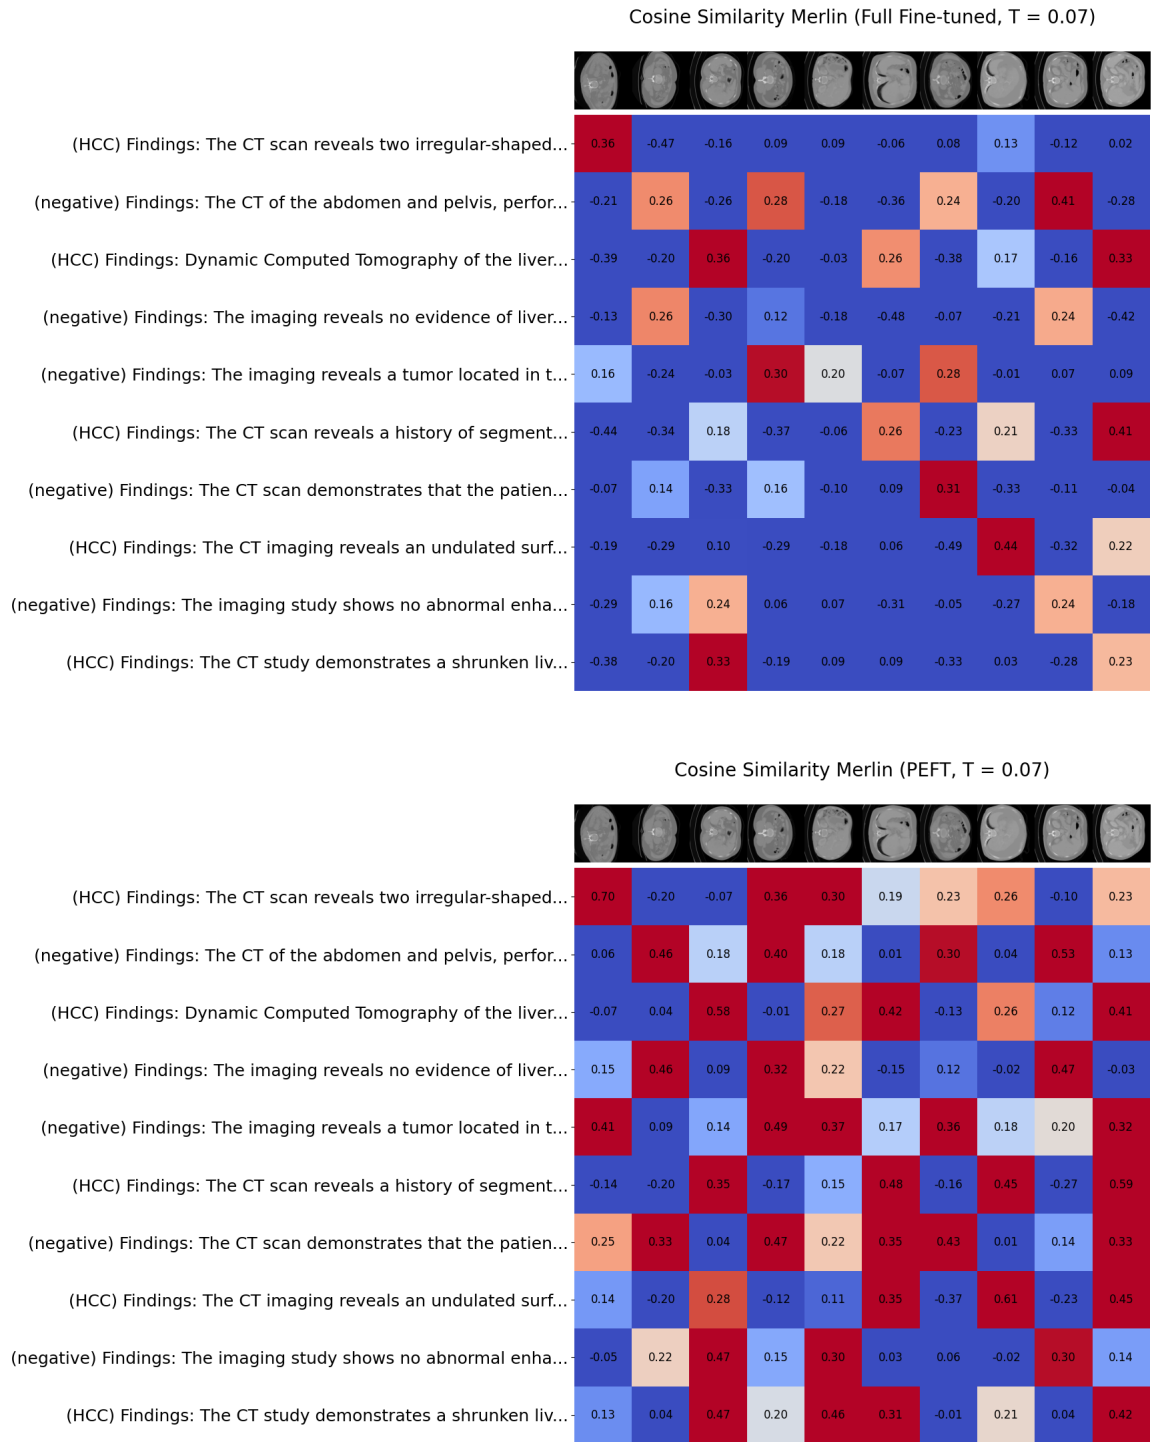 Cosine Similarity Merlin (Full Fine-tuned, T = 0.07)
(HCC) Findings: The CT scan reveals two irregular-shaped... 0.36 -0.47 -0.16 0.09 0.09 -0.06 0.08 0.13 -0.12 0.02
(negative) Findings: The CT of the abdomen and pelvis, perfor... -0.21 0.26 -0.26 0.28 -0.18 -0.36 0.24 -0.20 0.41 -0.28
(HCC) Findings: Dynamic Computed Tomography of the liver... -0.39 -0.20 0.36 -0.20 -0.03 0.26 -0.38 0.17 -0.16 0.33
(negative) Findings: The imaging reveals no evidence of liver... -0.13 0.26 -0.30 0.12 -0.18 -0.48 -0.07 -0.21 0.24 -0.42
(negative) Findings: The imaging reveals a tumor located in t... 0.16 -0.24 -0.03 0.30 0.20 -0.07 0.28 -0.01 0.07 0.09
(HCC) Findings: The CT scan reveals a history of segment... -0.44 -0.34 0.18 -0.37 -0.06 0.26 -0.23 0.21 -0.33 0.41
(negative) Findings: The CT scan demonstrates that the patien... -0.07 0.14 -0.33 0.16 -0.10 0.09 0.31 -0.33 -0.11 -0.04
(HCC) Findings: The CT imaging reveals an undulated surf... -0.19 -0.29 0.10 -0.29 -0.18 0.06 -0.49 0.44 -0.32 0.22
(negative) Findings: The imaging study shows no abnormal enha... -0.29 0.16 0.24 0.06 0.07 -0.31 -0.05 -0.27 0.24 -0.18
(HCC) Findings: The CT study demonstrates a shrunken liv... -0.38 -0.20 0.33 -0.19 0.09 0.09 -0.33 0.03 -0.28 0.23
Cosine Similarity Merlin (PEFT, T = 0.07)
(HCC) Findings: The CT scan reveals two irregular-shaped... 0.70 -0.20 -0.07 0.36 0.30 0.19 0.23 0.26 -0.10 0.23
(negative) Findings: The CT of the abdomen and pelvis, perfor... 0.06 0.46 0.18 0.40 0.18 0.01 0.30 0.04 0.53 0.13
(HCC) Findings: Dynamic Computed Tomography of the liver... -0.07 0.04 0.58 -0.01 0.27 0.42 -0.13 0.26 0.12 0.41
(negative) Findings: The imaging reveals no evidence of liver... 0.15 0.46 0.09 0.32 0.22 -0.15 0.12 -0.02 0.47 -0.03
(negative) Findings: The imaging reveals a tumor located in t... 0.41 0.09 0.14 0.49 0.37 0.17 0.36 0.18 0.20 0.32
(HCC) Findings: The CT scan reveals a history of segment... -0.14 -0.20 0.35 -0.17 0.15 0.48 -0.16 0.45 -0.27 0.59
(negative) Findings: The CT scan demonstrates that the patien... 0.25 0.33 0.04 0.47 0.22 0.35 0.43 0.01 0.14 0.33
(HCC) Findings: The CT imaging reveals an undulated surf... 0.14 -0.20 0.28 -0.12 0.11 0.35 -0.37 0.61 -0.23 0.45
(negative) Findings: The imaging study shows no abnormal enha... -0.05 0.22 0.47 0.15 0.30 0.03 0.06 -0.02 0.30 0.14
(HCC) Findings: The CT study demonstrates a shrunken liv... 0.13 0.04 0.47 0.20 0.46 0.31 -0.01 0.21 0.04 0.42